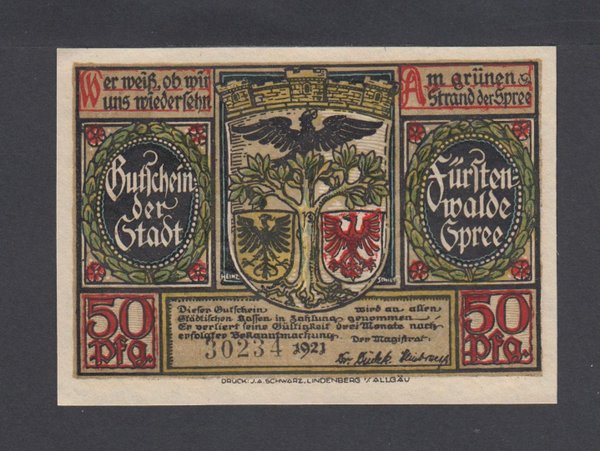 Wer weiß, ob wir
uns wiedersehn
Am grünen
Strand der Spree
Gutschein
der
Stadt
Fürsten-
walde
Spree
HEINZ
SCHIESTL
50
Pfg.
Dieser Gutschein wird an allen
Städtischen Kassen in Zahlung genommen
Er verliert seine Gültigkeit drei Monate nach
erfolgter Bekanntmachung. Der Magistrat:
30234 1921
50
Pfg.
DRUCK: J. A. SCHWARZ, LINDENBERG i/ALLGÄU